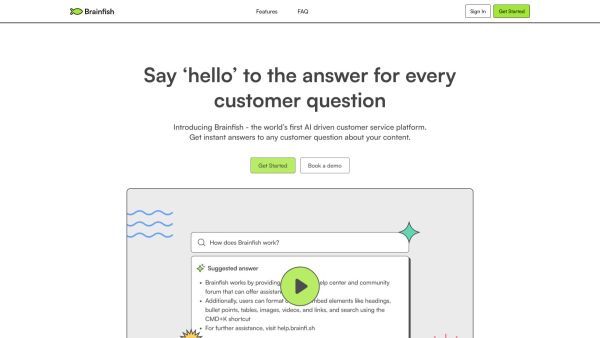 Brainfish
Features
FAQ
Sign In
Get Started
Say ‘hello’ to the answer for every
customer question
Introducing Brainfish - the world’s first AI driven customer service platform.
Get instant answers to any customer question about your content.
Get Started
Book a demo
How does Brainfish work?
Suggested answer
Brainfish works by providing elp center and community
forum that can offer assistan
Additionally, users can format mbed elements like headings,
bullet points, tables, images, videos, and links, and search using the
CMD+K shortcut
For further assistance, visit help.brainfi.sh